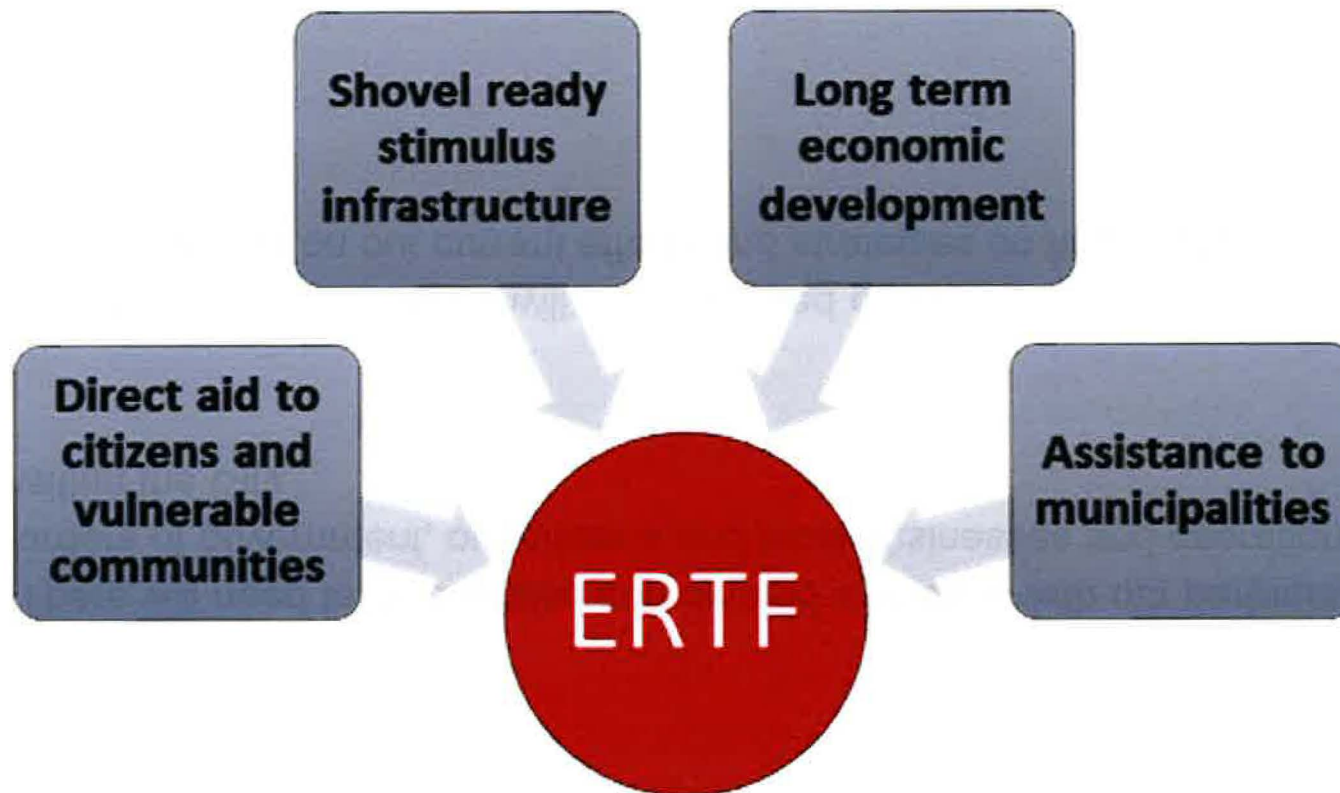 Shovel ready
stimulus
infrastructure
Long term
economic
development
Direct aid to
citizens and
vulnerable
communities
Assistance to
municipalities
ERTF